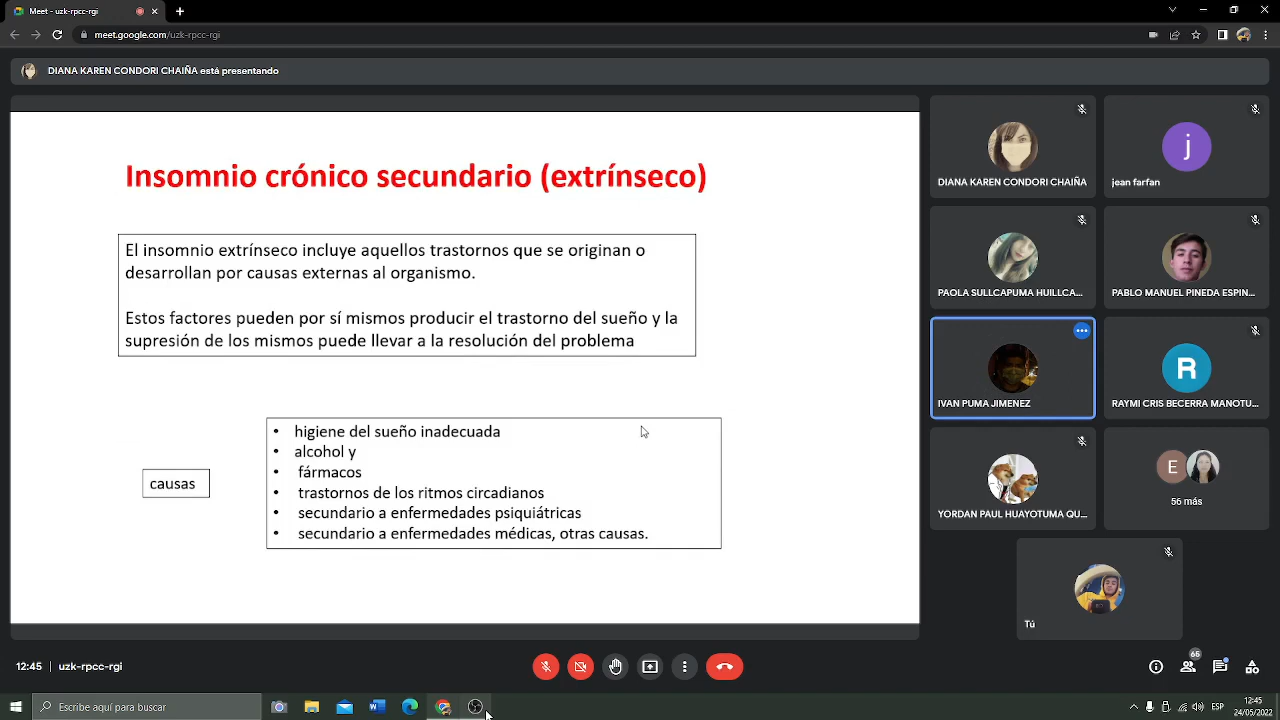 Meet - uzk-rpcc-rgi
meet.google.com/uzk-rpcc-rgi
DIANA KAREN CONDORI CHAIÑA está presentando
Insomnio crónico secundario (extrínseco)
El insomnio extrínseco incluye aquellos trastornos que se originan o
desarrollan por causas externas al organismo.
Estos factores pueden por sí mismos producir el trastorno del sueño y la
supresión de los mismos puede llevar a la resolución del problema
causas
• higiene del sueño inadecuada
• alcohol y
• fármacos
• trastornos de los ritmos circadianos
• secundario a enfermedades psiquiátricas
• secundario a enfermedades médicas, otras causas.
DIANA KAREN CONDORI CHAIÑA
j
jean farfan
PAOLA SULLCAPUMA HUILLCA...
PABLO MANUEL PINEDA ESPIN...
IVAN PUMA JIMENEZ
R
RAYMI CRIS BECERRA MANOTU...
YORDAN PAUL HUAYOTUMA QU...
E
56 más
Tú
12:45 uzk-rpcc-rgi
65
Escribe aquí para buscar
ESP
12:45
24/05/2022